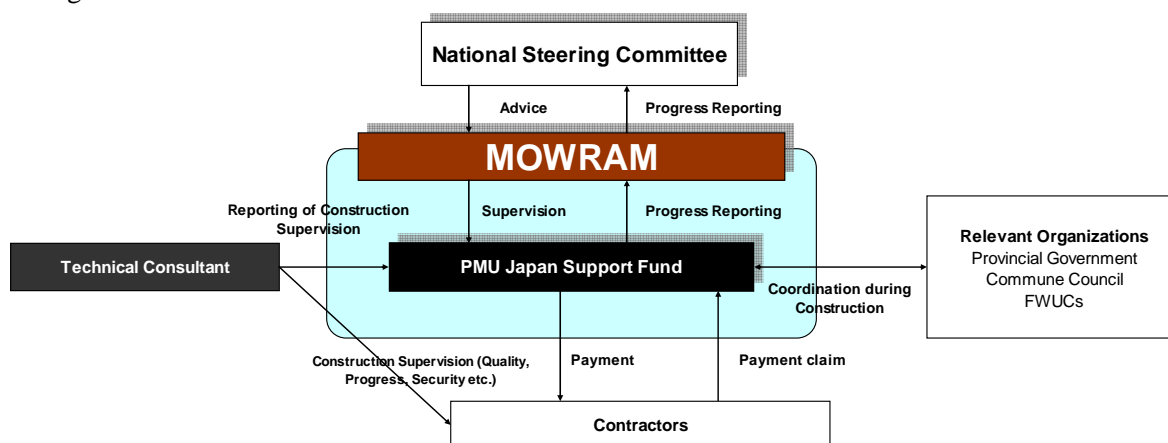 National Steering Committee
Advice
Progress Reporting
MOWRAM
Reporting of Construction
Supervision
Supervision
Progress Reporting
Technical Consultant
PMU Japan Support Fund
Relevant Organizations
Provincial Government
Commune Council
FWUCs
Coordination during
Construction
Construction Supervision (Quality,
Progress, Security etc.)
Payment
Payment claim
Contractors